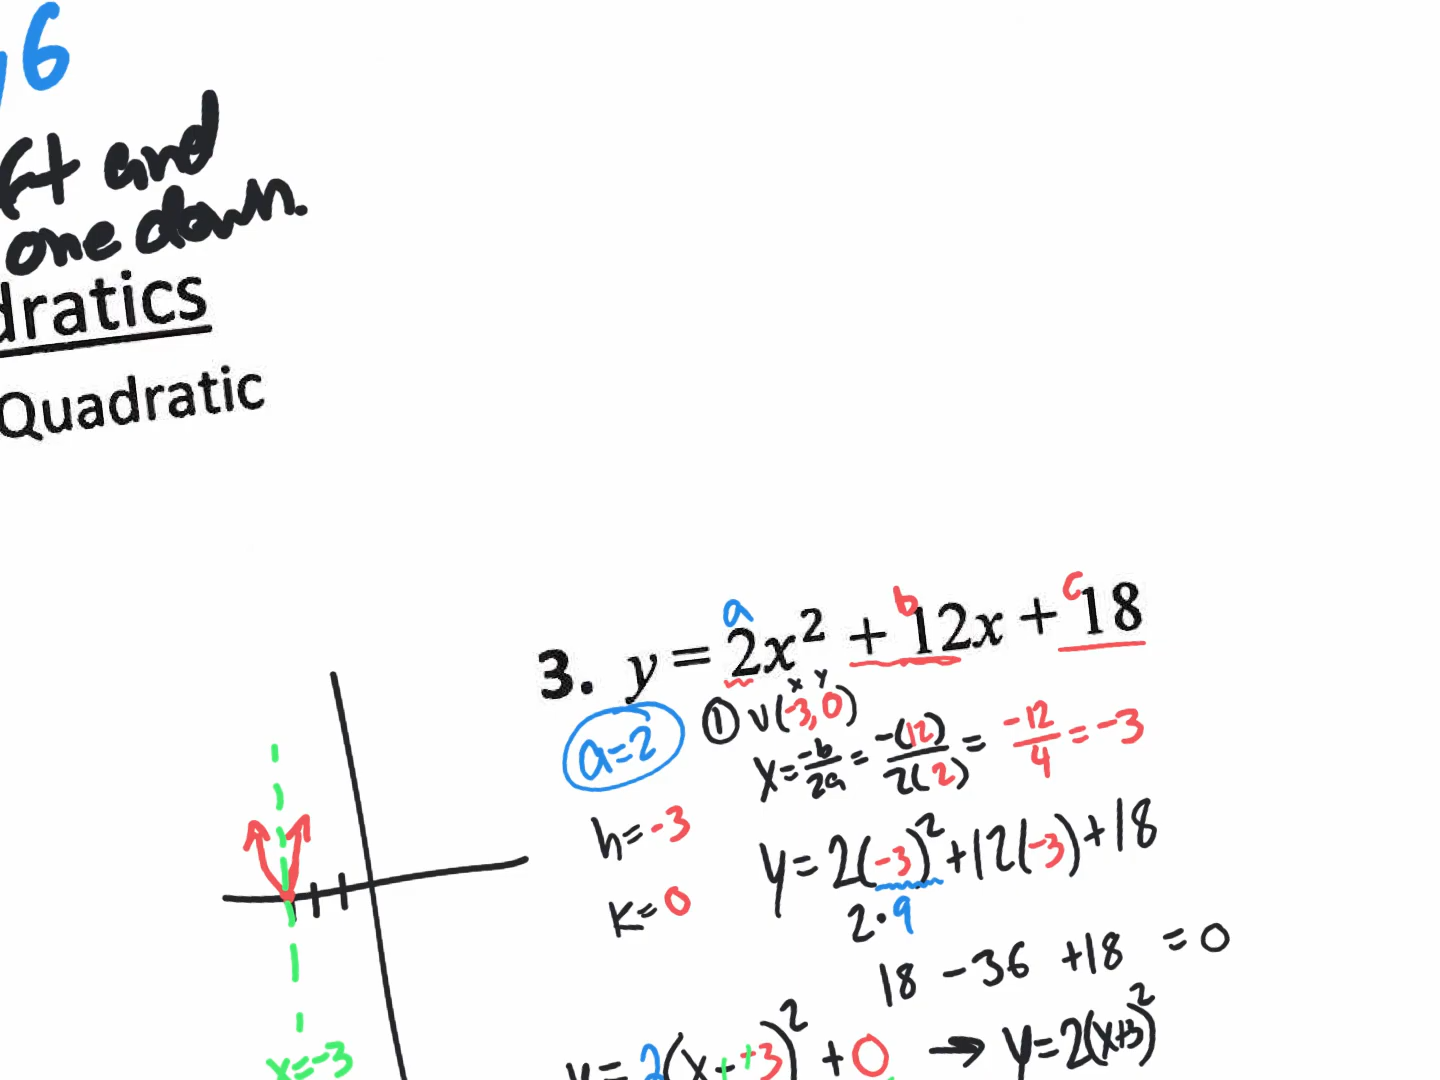 6
ft and
one down.
dratics
Quadratic
a b c
3. y = 2x² + 12x + 18
x y
a=2 ① v(-3,0)
x = -b/2a = -(12)/2(2) = -12/4 = -3
h = -3
y = 2(-3)² + 12(-3) + 18
k = 0
2·9
18 - 36 + 18 = 0
y = 2(x + +3)² + 0 → y = 2(x+3)²
x=-3